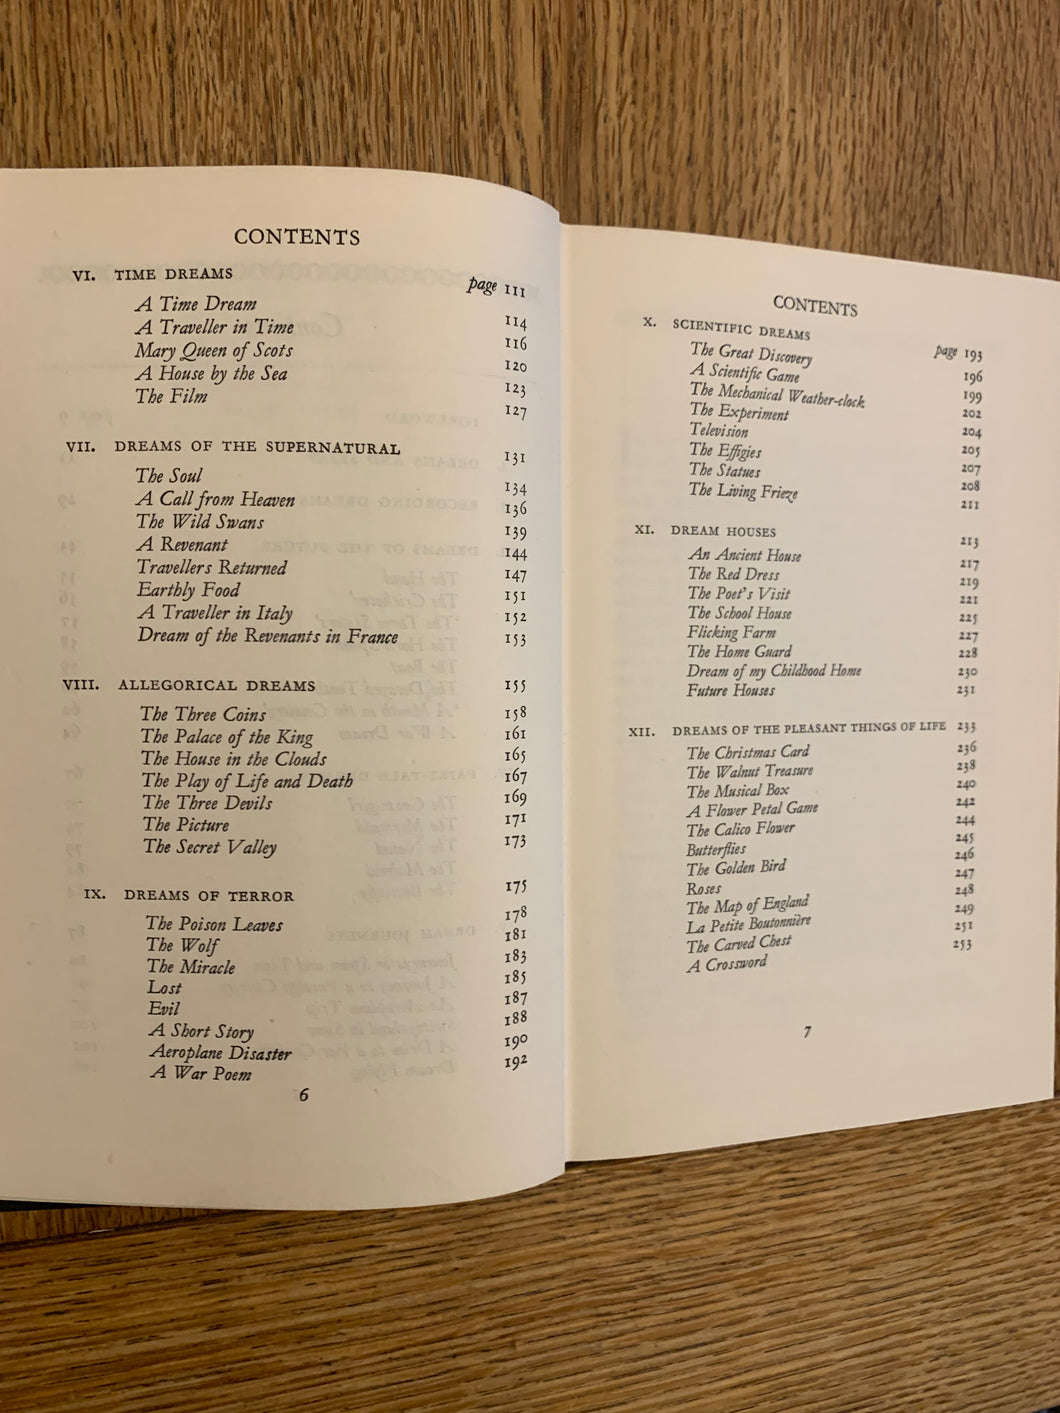 CONTENTS
VI. TIME DREAMS page 111
A Time Dream 114
A Traveller in Time 116
Mary Queen of Scots 120
A House by the Sea 123
The Film 127
VII. DREAMS OF THE SUPERNATURAL 131
The Soul 134
A Call from Heaven 136
The Wild Swans 139
A Revenant 144
Travellers Returned 147
Earthly Food 151
A Traveller in Italy 152
Dream of the Revenants in France 153
VIII. ALLEGORICAL DREAMS 155
The Three Coins 158
The Palace of the King 161
The House in the Clouds 165
The Play of Life and Death 167
The Three Devils 169
The Picture 171
The Secret Valley 173
IX. DREAMS OF TERROR 175
The Poison Leaves 178
The Wolf 181
The Miracle 183
Lost 185
Evil 187
A Short Story 188
Aeroplane Disaster 190
A War Poem 192
6
CONTENTS
X. SCIENTIFIC DREAMS page 193
The Great Discovery 196
A Scientific Game 199
The Mechanical Weather-clock 202
The Experiment 204
Television 205
The Effigies 207
The Statues 208
The Living Frieze 211
XI. DREAM HOUSES 213
An Ancient House 217
The Red Dress 219
The Poet's Visit 221
The School House 225
Flicking Farm 227
The Home Guard 228
Dream of my Childhood Home 230
Future Houses 231
XII. DREAMS OF THE PLEASANT THINGS OF LIFE 233
The Christmas Card 236
The Walnut Treasure 238
The Musical Box 240
A Flower Petal Game 242
The Calico Flower 244
Butterflies 245
The Golden Bird 246
Roses 247
The Map of England 248
La Petite Boutonnière 249
The Carved Chest 251
A Crossword 253
7